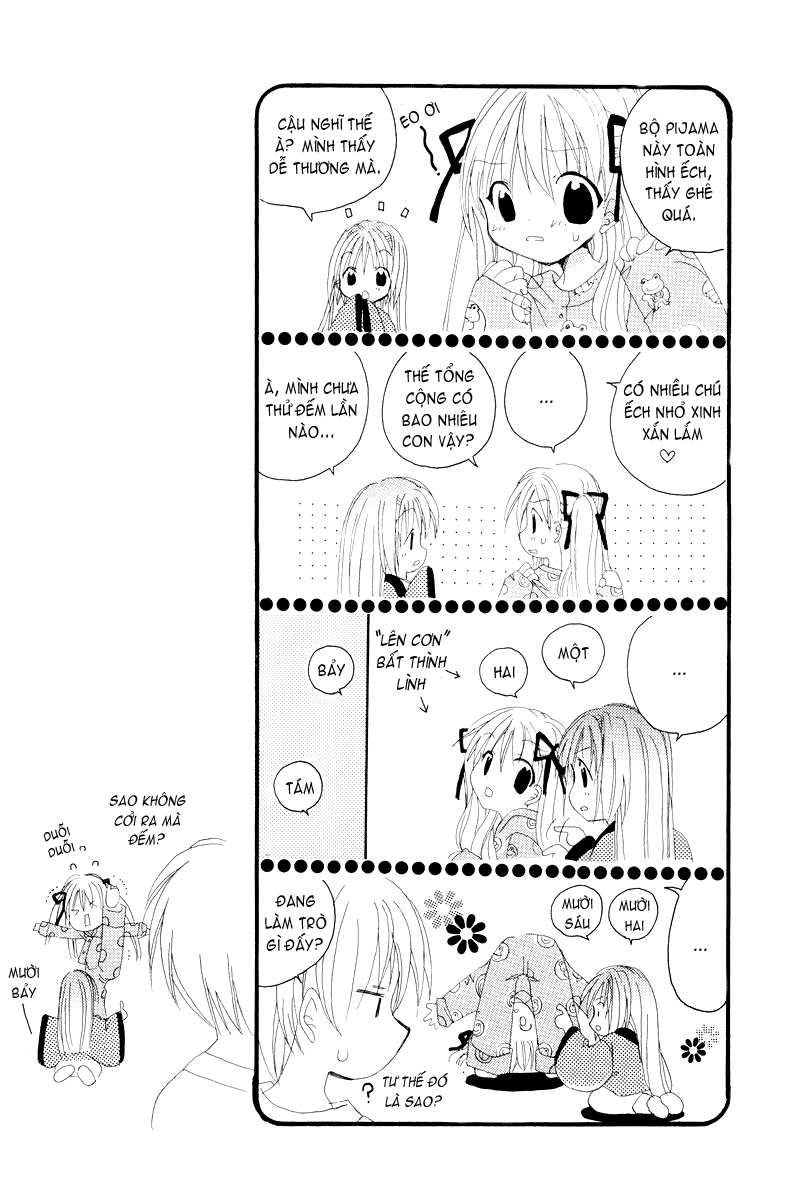 BỘ PIJAMA
NÀY TOÀN
HÌNH ẾCH,
THẤY GHÊ
QUÁ.
EO ƠI
CẬU NGHĨ THẾ
À? MÌNH THẤY
DỄ THƯƠNG MÀ.
CÓ NHIỀU CHÚ
ẾCH NHỎ XINH
XẮN LẮM
♡
...
THẾ TỔNG
CỘNG CÓ
BAO NHIÊU
CON VẬY?
À, MÌNH CHƯA
THỬ ĐẾM LẦN
NÀO...
...
MỘT
HAI
"LÊN CƠN"
BẤT THÌNH
LÌNH
BẢY
TÁM
...
MƯỜI
HAI
MƯỜI
SÁU
ĐANG
LÀM TRÒ
GÌ ĐẤY?
?
TƯ THẾ ĐÓ
LÀ SAO?
SAO KHÔNG
CỞI RA MÀ
ĐẾM?
DUỖI
DUỖI
MƯỜI
BẢY